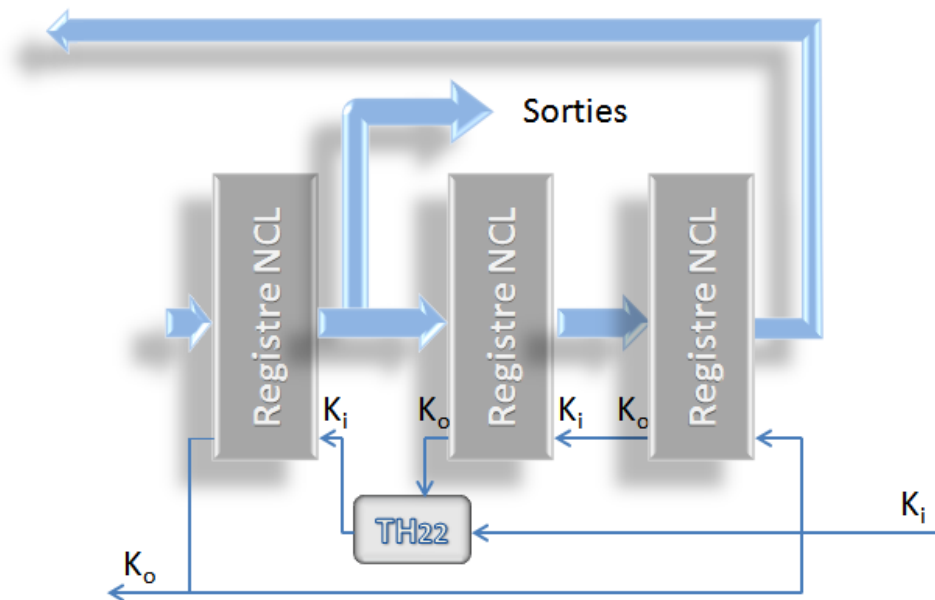 Sorties
Registre NCL
Registre NCL
Registre NCL
Ki
Ko
Ki
Ko
TH22
Ki
Ko